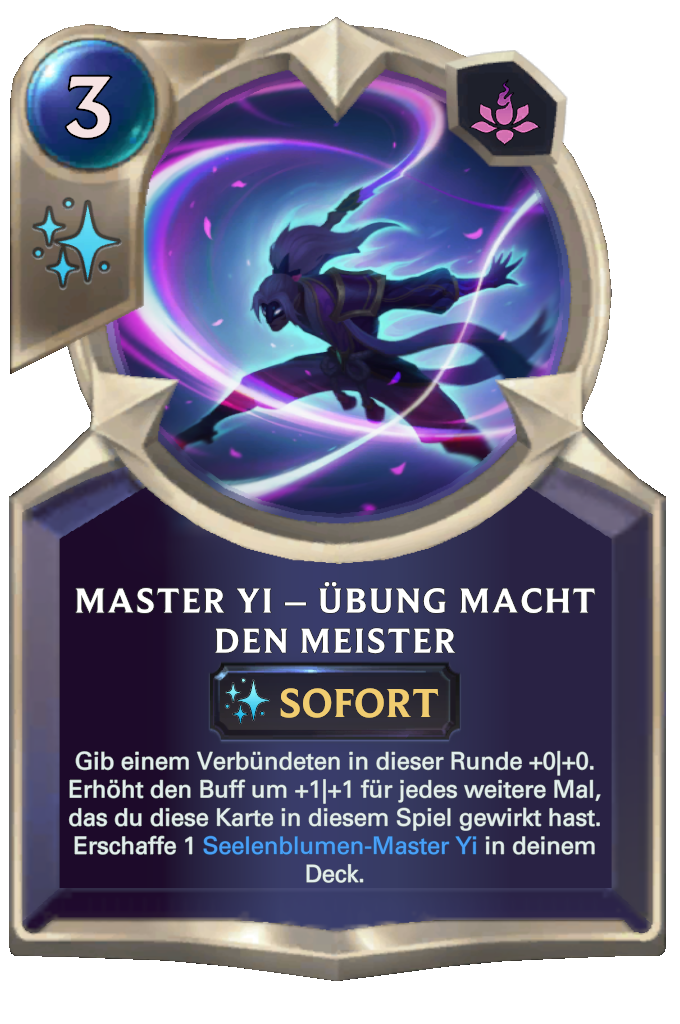 3
MASTER YI – ÜBUNG MACHT
DEN MEISTER
SOFORT
Gib einem Verbündeten in dieser Runde +0|+0.
Erhöht den Buff um +1|+1 für jedes weitere Mal,
das du diese Karte in diesem Spiel gewirkt hast.
Erschaffe 1 Seelenblumen-Master Yi in deinem
Deck.